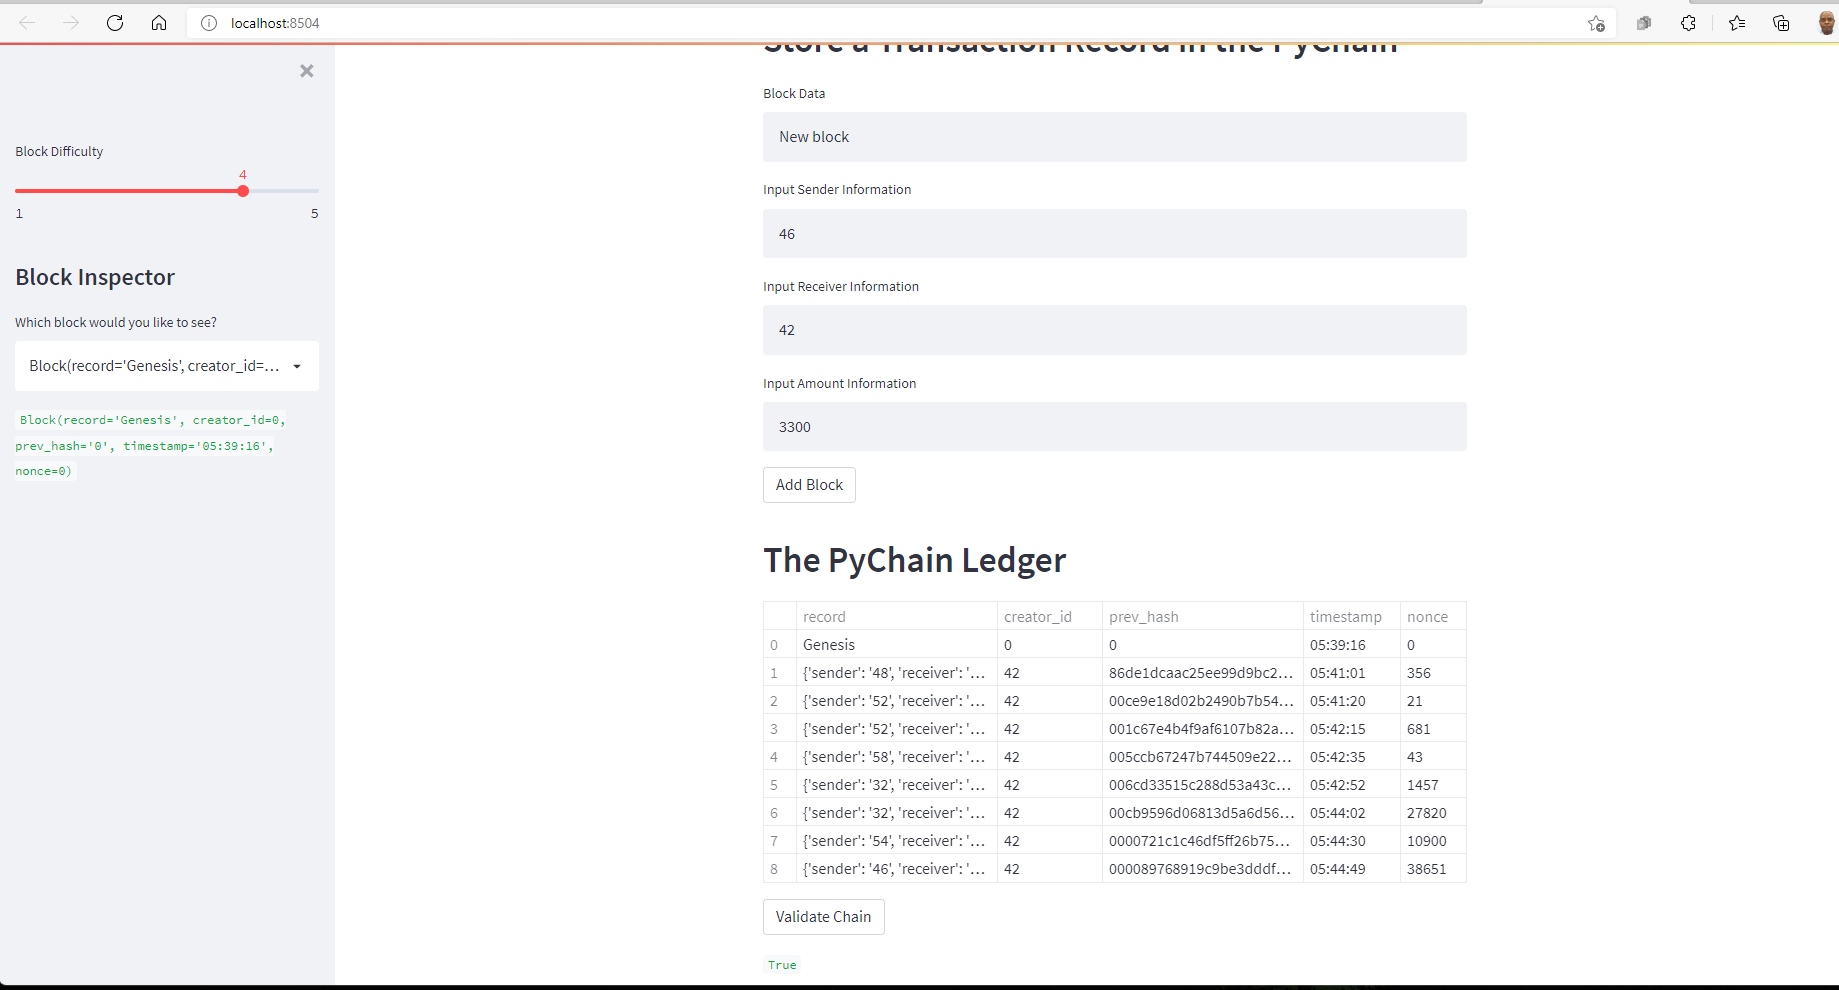 localhost:8504
Block Difficulty
4
1 5
Block Inspector
Which block would you like to see?
Block(record='Genesis', creator_id=...
Block(record='Genesis', creator_id=0,
prev_hash='0', timestamp='05:39:16',
nonce=0)
Store a Transaction Record in the PyChain
Block Data
New block
Input Sender Information
46
Input Receiver Information
42
Input Amount Information
3300
Add Block
The PyChain Ledger
record creator_id prev_hash timestamp nonce
0 Genesis 0 0 05:39:16 0
1 {'sender': '48', 'receiver': '... 42 86de1dcaac25ee99d9bc2... 05:41:01 356
2 {'sender': '52', 'receiver': '... 42 00ce9e18d02b2490b7b54... 05:41:20 21
3 {'sender': '52', 'receiver': '... 42 001c67e4b4f9af6107b82a... 05:42:15 681
4 {'sender': '58', 'receiver': '... 42 005ccb67247b744509e22... 05:42:35 43
5 {'sender': '32', 'receiver': '... 42 006cd33515c288d53a43c... 05:42:52 1457
6 {'sender': '32', 'receiver': '... 42 00cb9596d06813d5a6d56... 05:44:02 27820
7 {'sender': '54', 'receiver': '... 42 0000721c1c46df5ff26b75... 05:44:30 10900
8 {'sender': '46', 'receiver': '... 42 000089768919c9be3dddf... 05:44:49 38651
Validate Chain
True